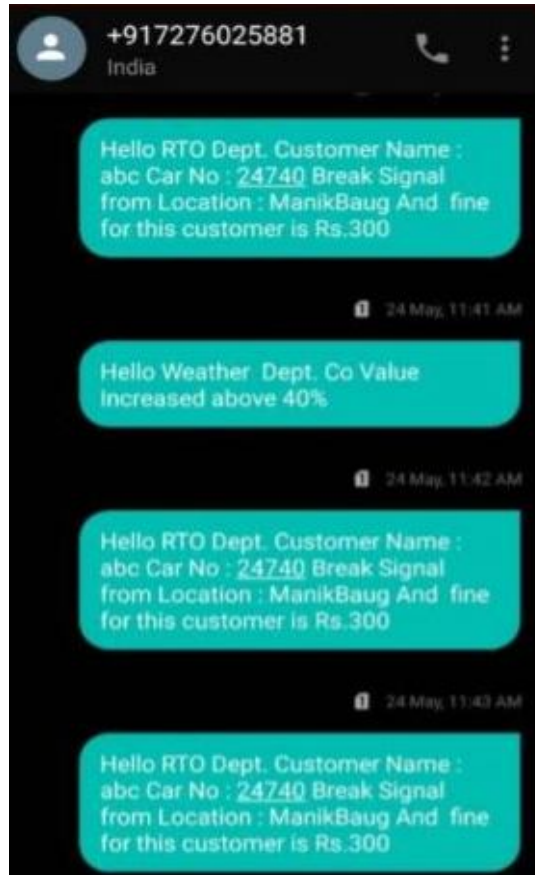 +917276025881
India
Hello RTO Dept. Customer Name :
abc Car No : 24740 Break Signal
from Location : ManikBaug And  fine
for this customer is Rs.300
24 May, 11:41 AM
Hello Weather  Dept. Co Value
Increased above 40%
24 May, 11:42 AM
Hello RTO Dept. Customer Name :
abc Car No : 24740 Break Signal
from Location : ManikBaug And  fine
for this customer is Rs.300
24 May, 11:43 AM
Hello RTO Dept. Customer Name :
abc Car No : 24740 Break Signal
from Location : ManikBaug And  fine
for this customer is Rs.300